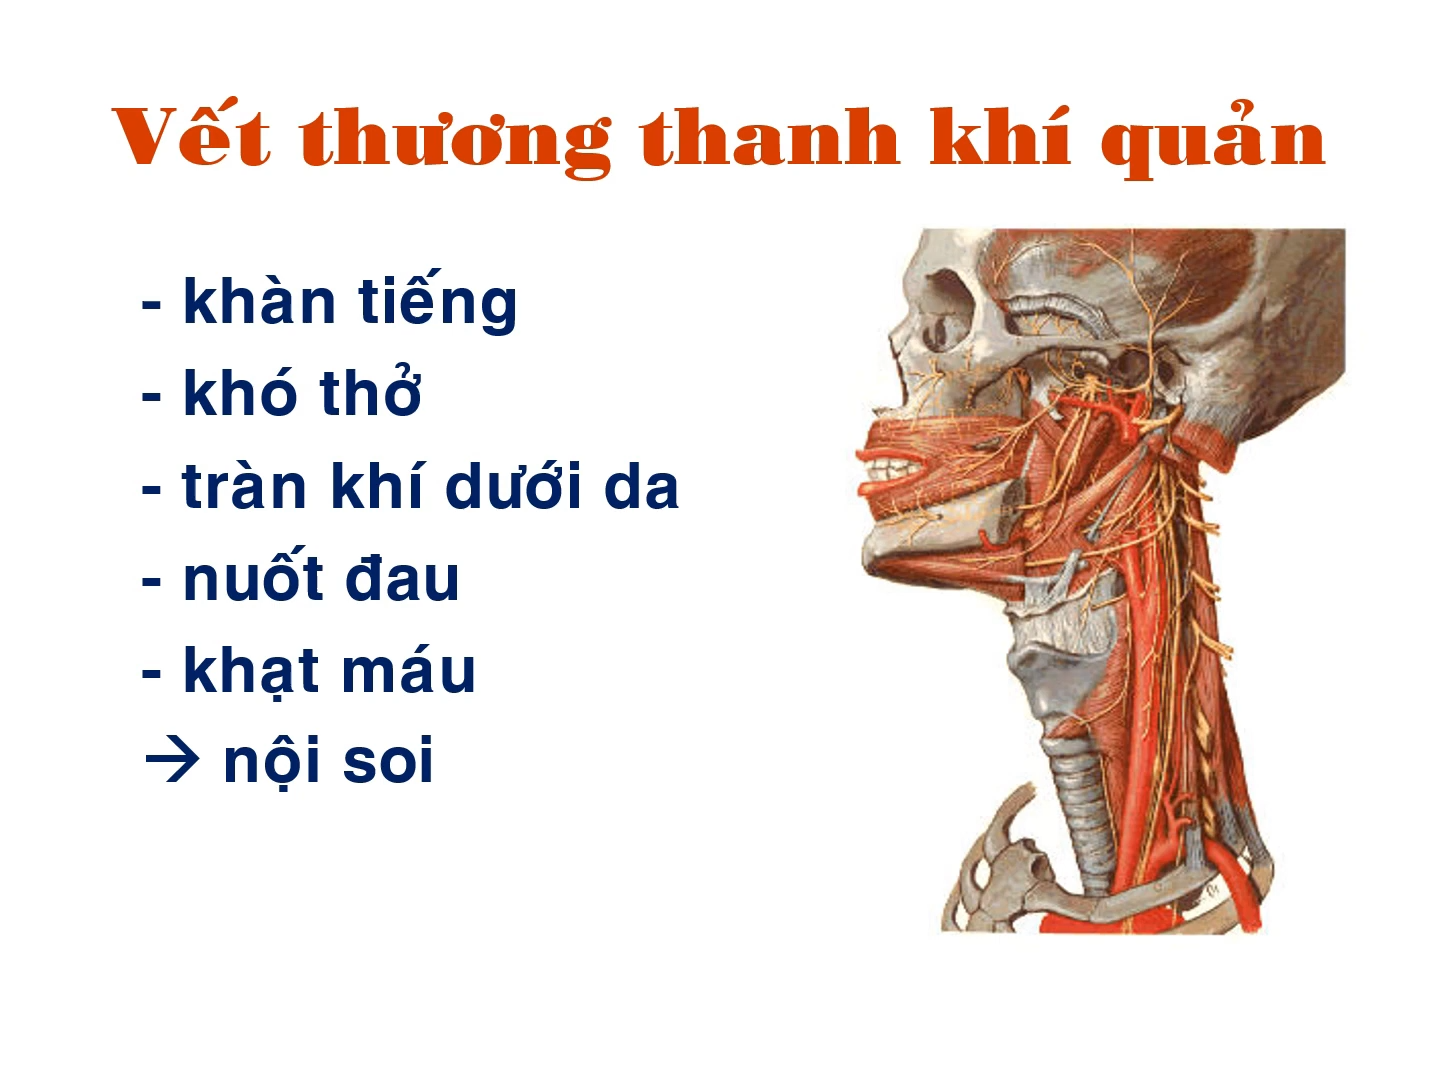 Vết thương thanh khí quản
- khàn tiếng
- khó thở
- tràn khí dưới da
- nuốt đau
- khạt máu
→ nội soi